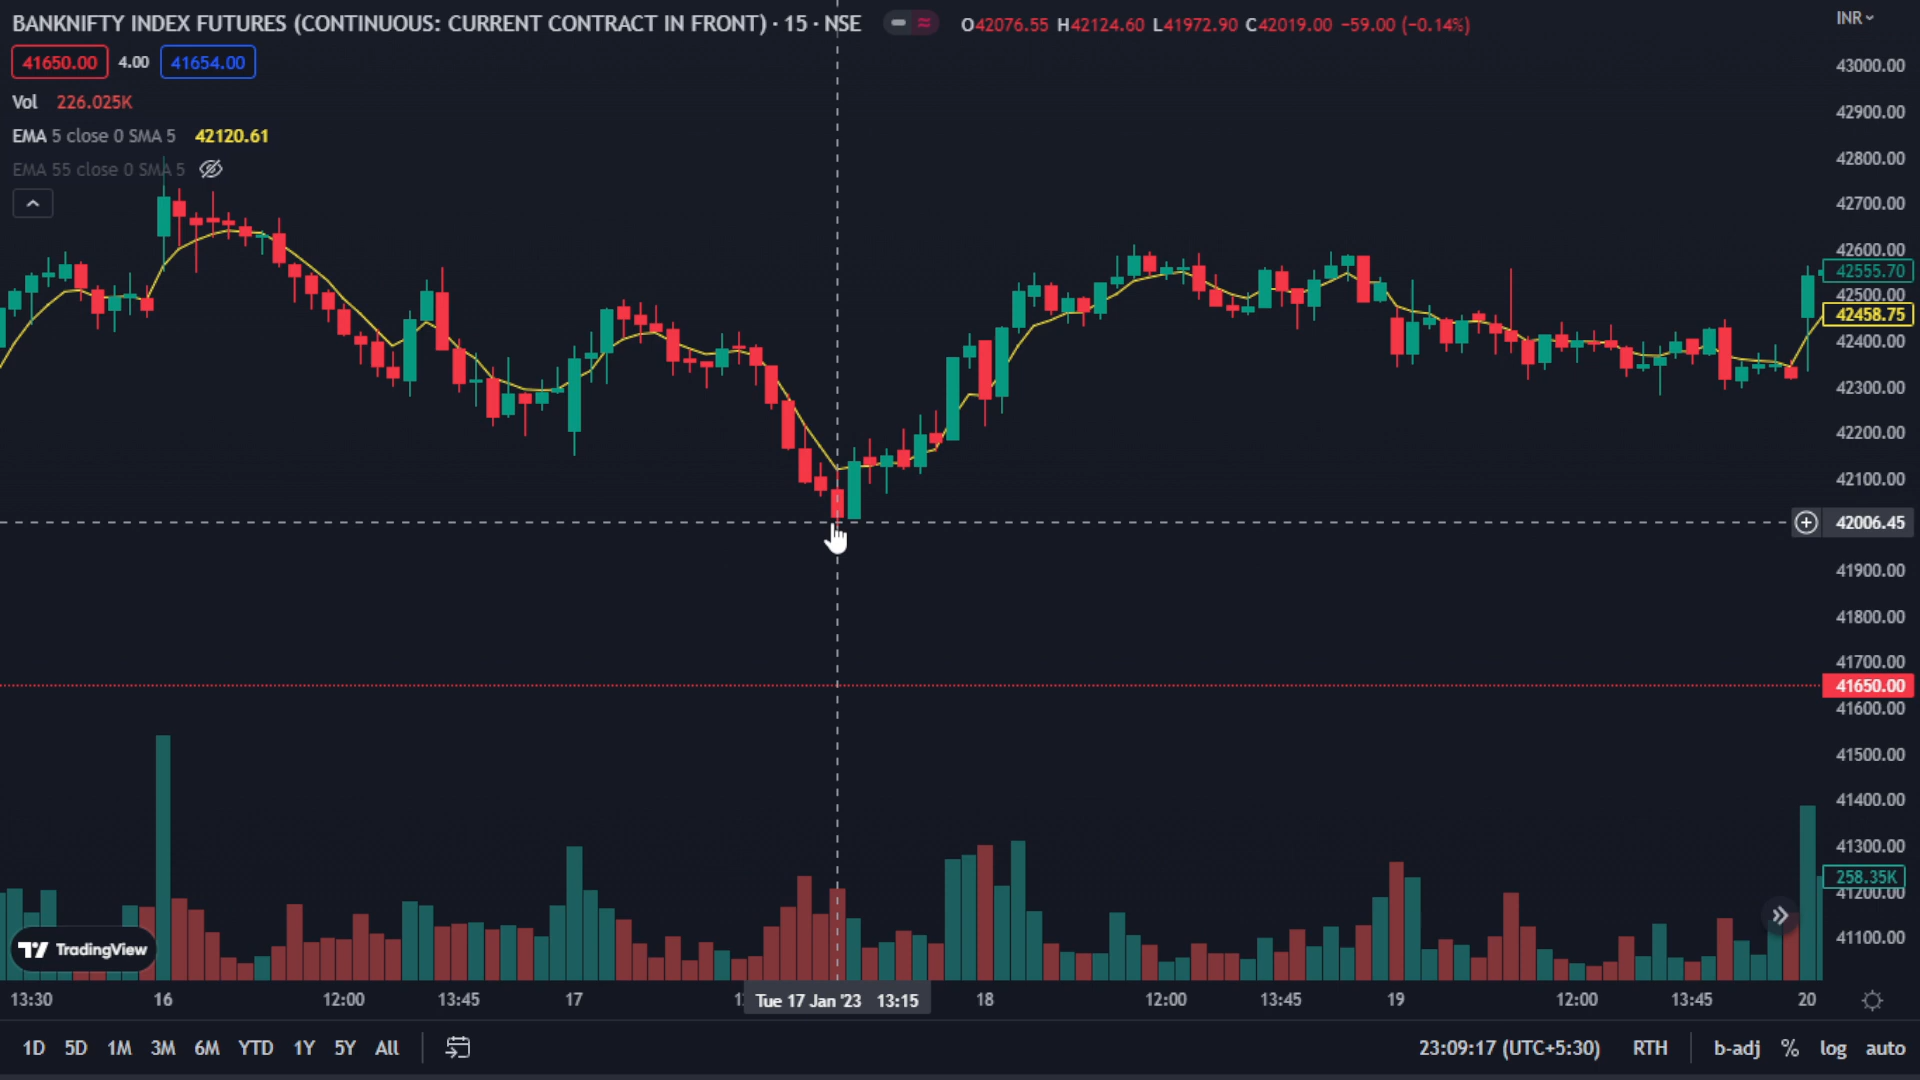 BANKNIFTY INDEX FUTURES (CONTINUOUS: CURRENT CONTRACT IN FRONT) · 15 · NSE O42076.55 H42124.60 L41972.90 C42019.00 −59.00 (−0.14%)
INR
41650.00 4.00 41654.00
Vol 226.025K
EMA 5 close 0 SMA 5 42120.61
EMA 55 close 0 SMA 5
43000.00
42900.00
42800.00
42700.00
42600.00
42555.70
42500.00
42458.75
42400.00
42300.00
42200.00
42100.00
42006.45
41900.00
41800.00
41700.00
41650.00
41600.00
41500.00
41400.00
41300.00
258.35K
41200.00
41100.00
TradingView
13:30 16 12:00 13:45 17 Tue 17 Jan '23 13:15 18 12:00 13:45 19 12:00 13:45 20
1D 5D 1M 3M 6M YTD 1Y 5Y All 23:09:17 (UTC+5:30) RTH b-adj % log auto